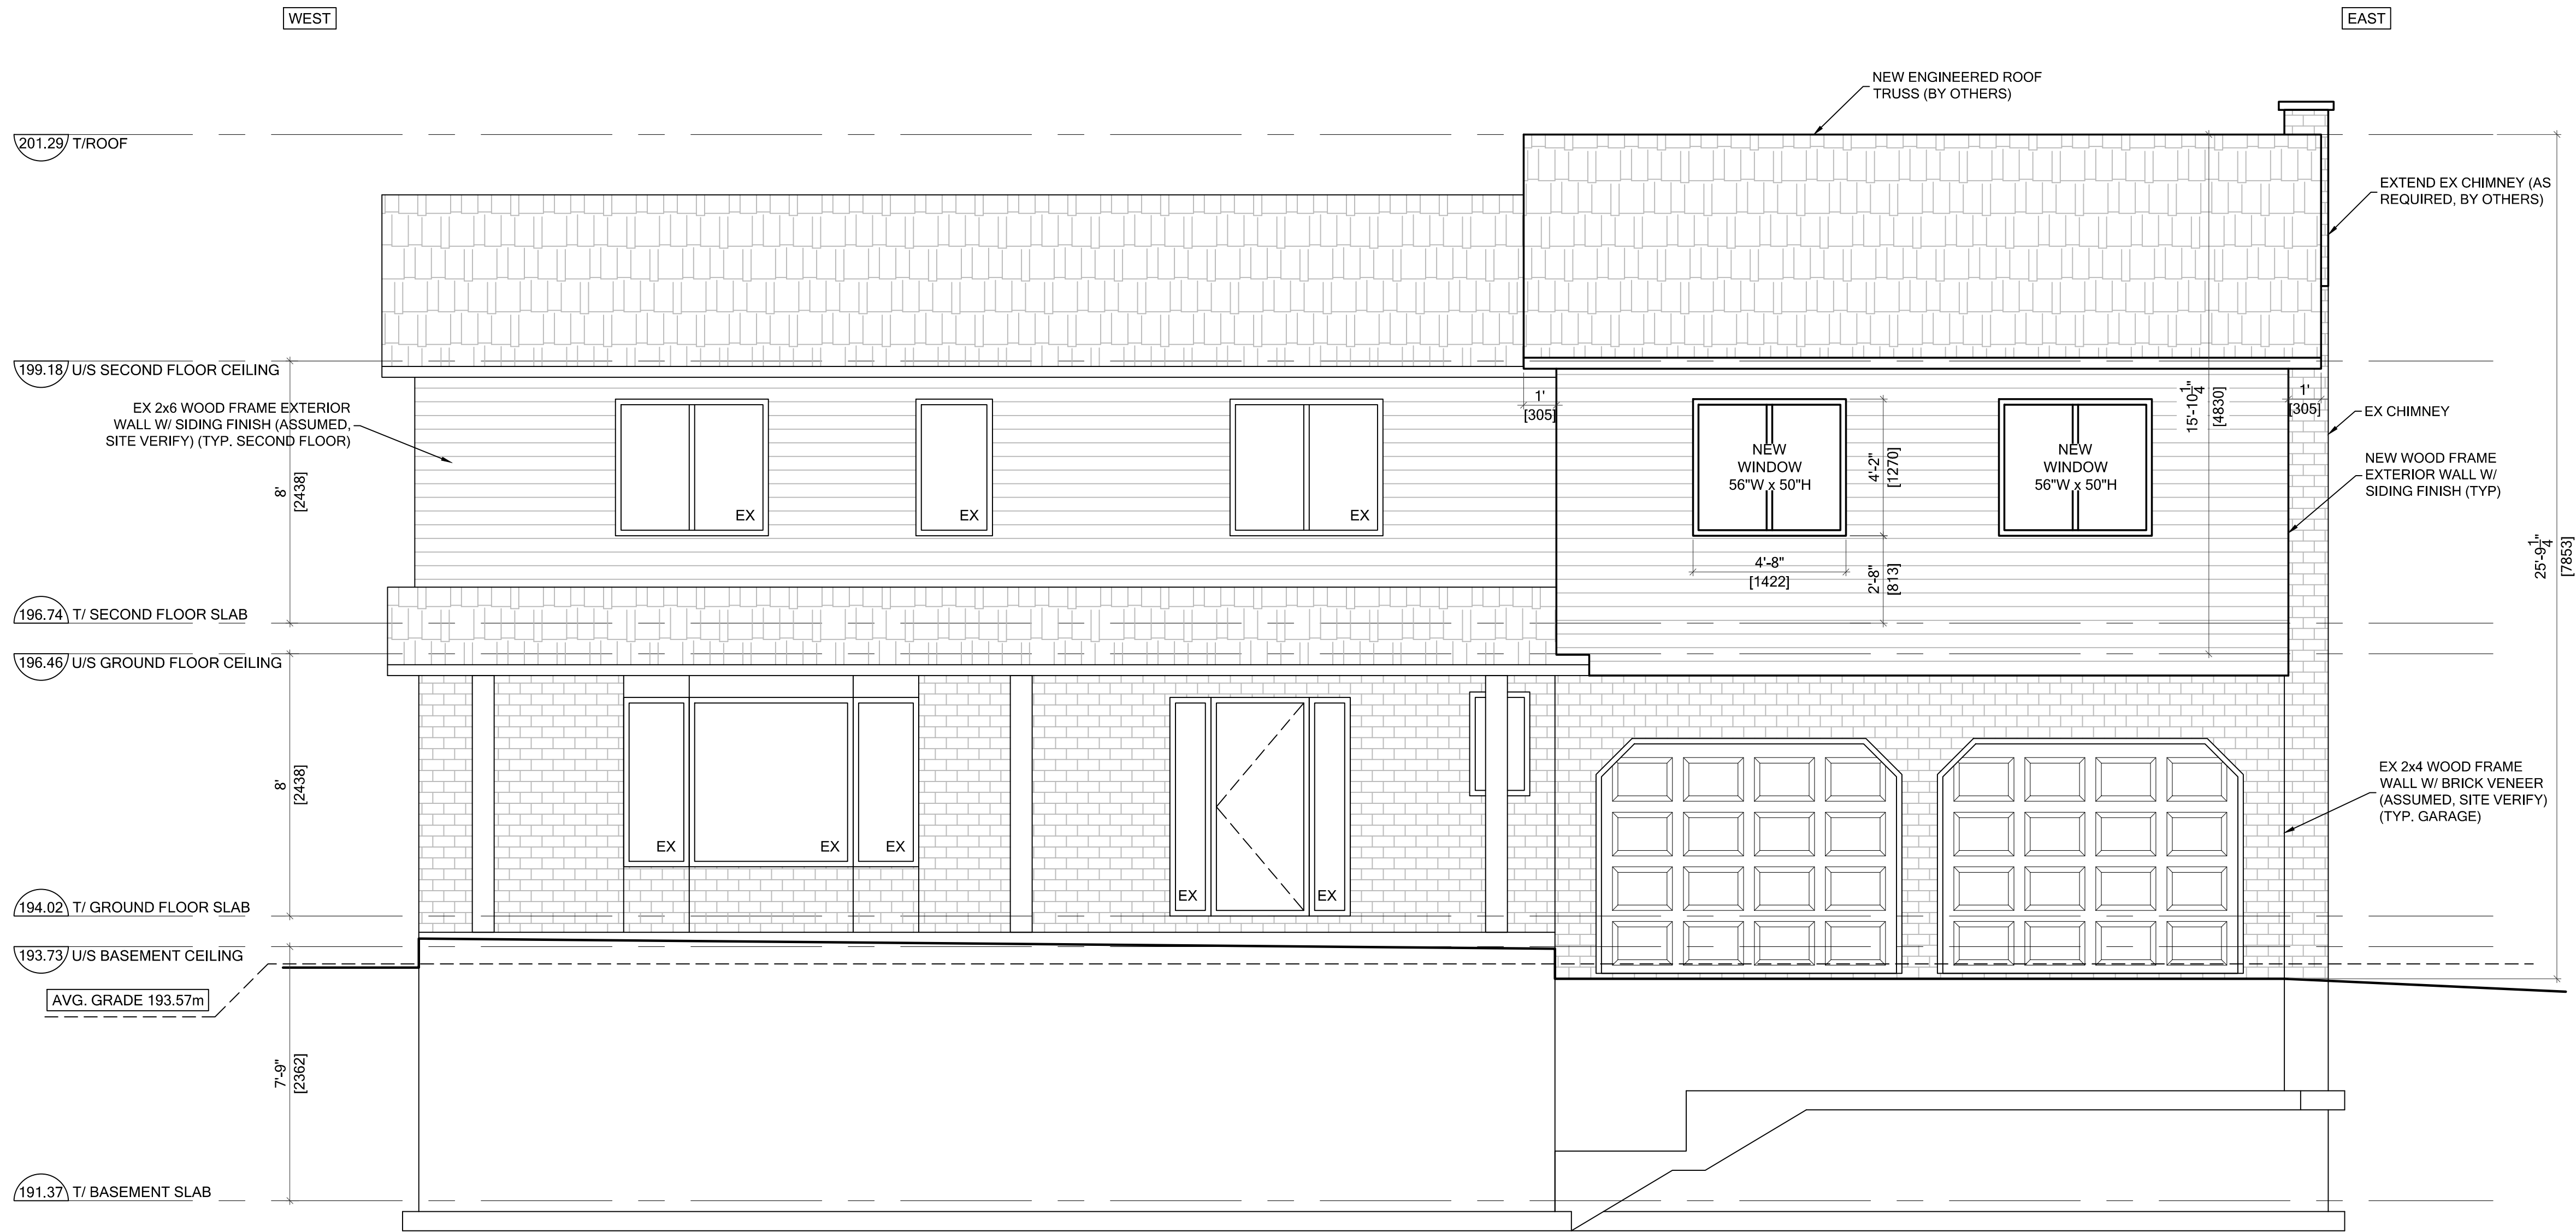 WEST
EAST
NEW ENGINEERED ROOF
TRUSS (BY OTHERS)
201.29 T/ROOF
EXTEND EX CHIMNEY (AS
REQUIRED, BY OTHERS)
199.18 U/S SECOND FLOOR CEILING
EX 2x6 WOOD FRAME EXTERIOR
WALL W/ SIDING FINISH (ASSUMED,
SITE VERIFY) (TYP. SECOND FLOOR)
8'
[2438]
EX
EX
EX
1'
[305]
NEW
WINDOW
56"W x 50"H
4'-2"
[1270]
4'-8"
[1422]
2'-8"
[813]
NEW
WINDOW
56"W x 50"H
15'-10 1/4"
[4830]
1'
[305]
EX CHIMNEY
NEW WOOD FRAME
EXTERIOR WALL W/
SIDING FINISH (TYP)
25'-9 1/4"
[7853]
196.74 T/ SECOND FLOOR SLAB
196.46 U/S GROUND FLOOR CEILING
8'
[2438]
EX
EX
EX
EX
EX
EX 2x4 WOOD FRAME
WALL W/ BRICK VENEER
(ASSUMED, SITE VERIFY)
(TYP. GARAGE)
194.02 T/ GROUND FLOOR SLAB
193.73 U/S BASEMENT CEILING
AVG. GRADE 193.57m
7'-9"
[2362]
191.37 T/ BASEMENT SLAB